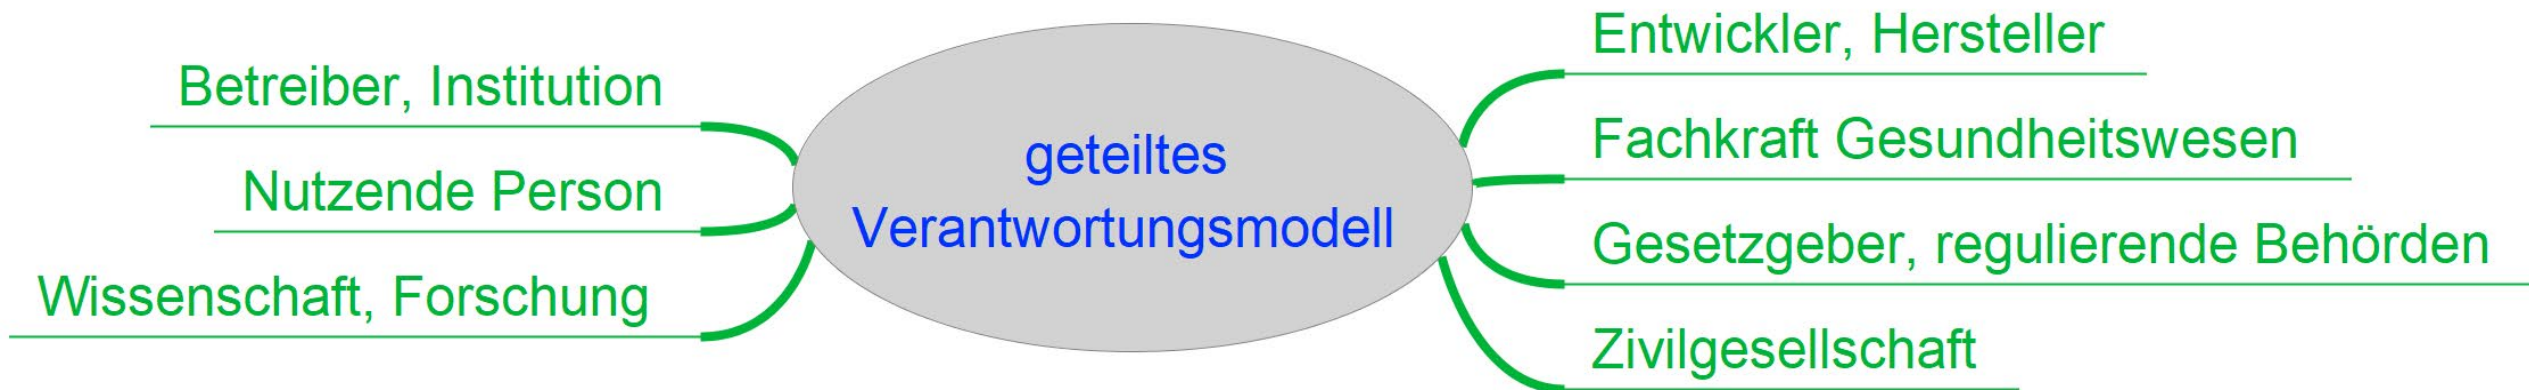 Betreiber, Institution
Nutzende Person
Wissenschaft, Forschung
geteiltes
Verantwortungsmodell
Entwickler, Hersteller
Fachkraft Gesundheitswesen
Gesetzgeber, regulierende Behörden
Zivilgesellschaft